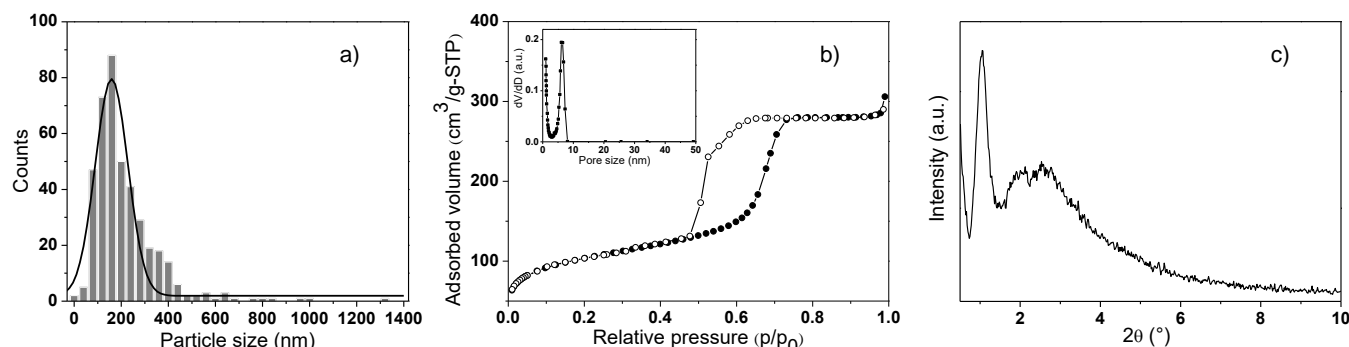 a)
100
80
60
40
20
0
Counts
0 200 400 600 800 1000 1200 1400
Particle size (nm)
b)
400
300
200
100
Adsorbed volume (cm³/g-STP)
0.0 0.2 0.4 0.6 0.8 1.0
Relative pressure (p/p₀)
0.2
0.1
0.0
dV/dD (a.u.)
0 10 20 30 40 50
Pore size (nm)
c)
Intensity (a.u.)
2 4 6 8 10
2θ (°)